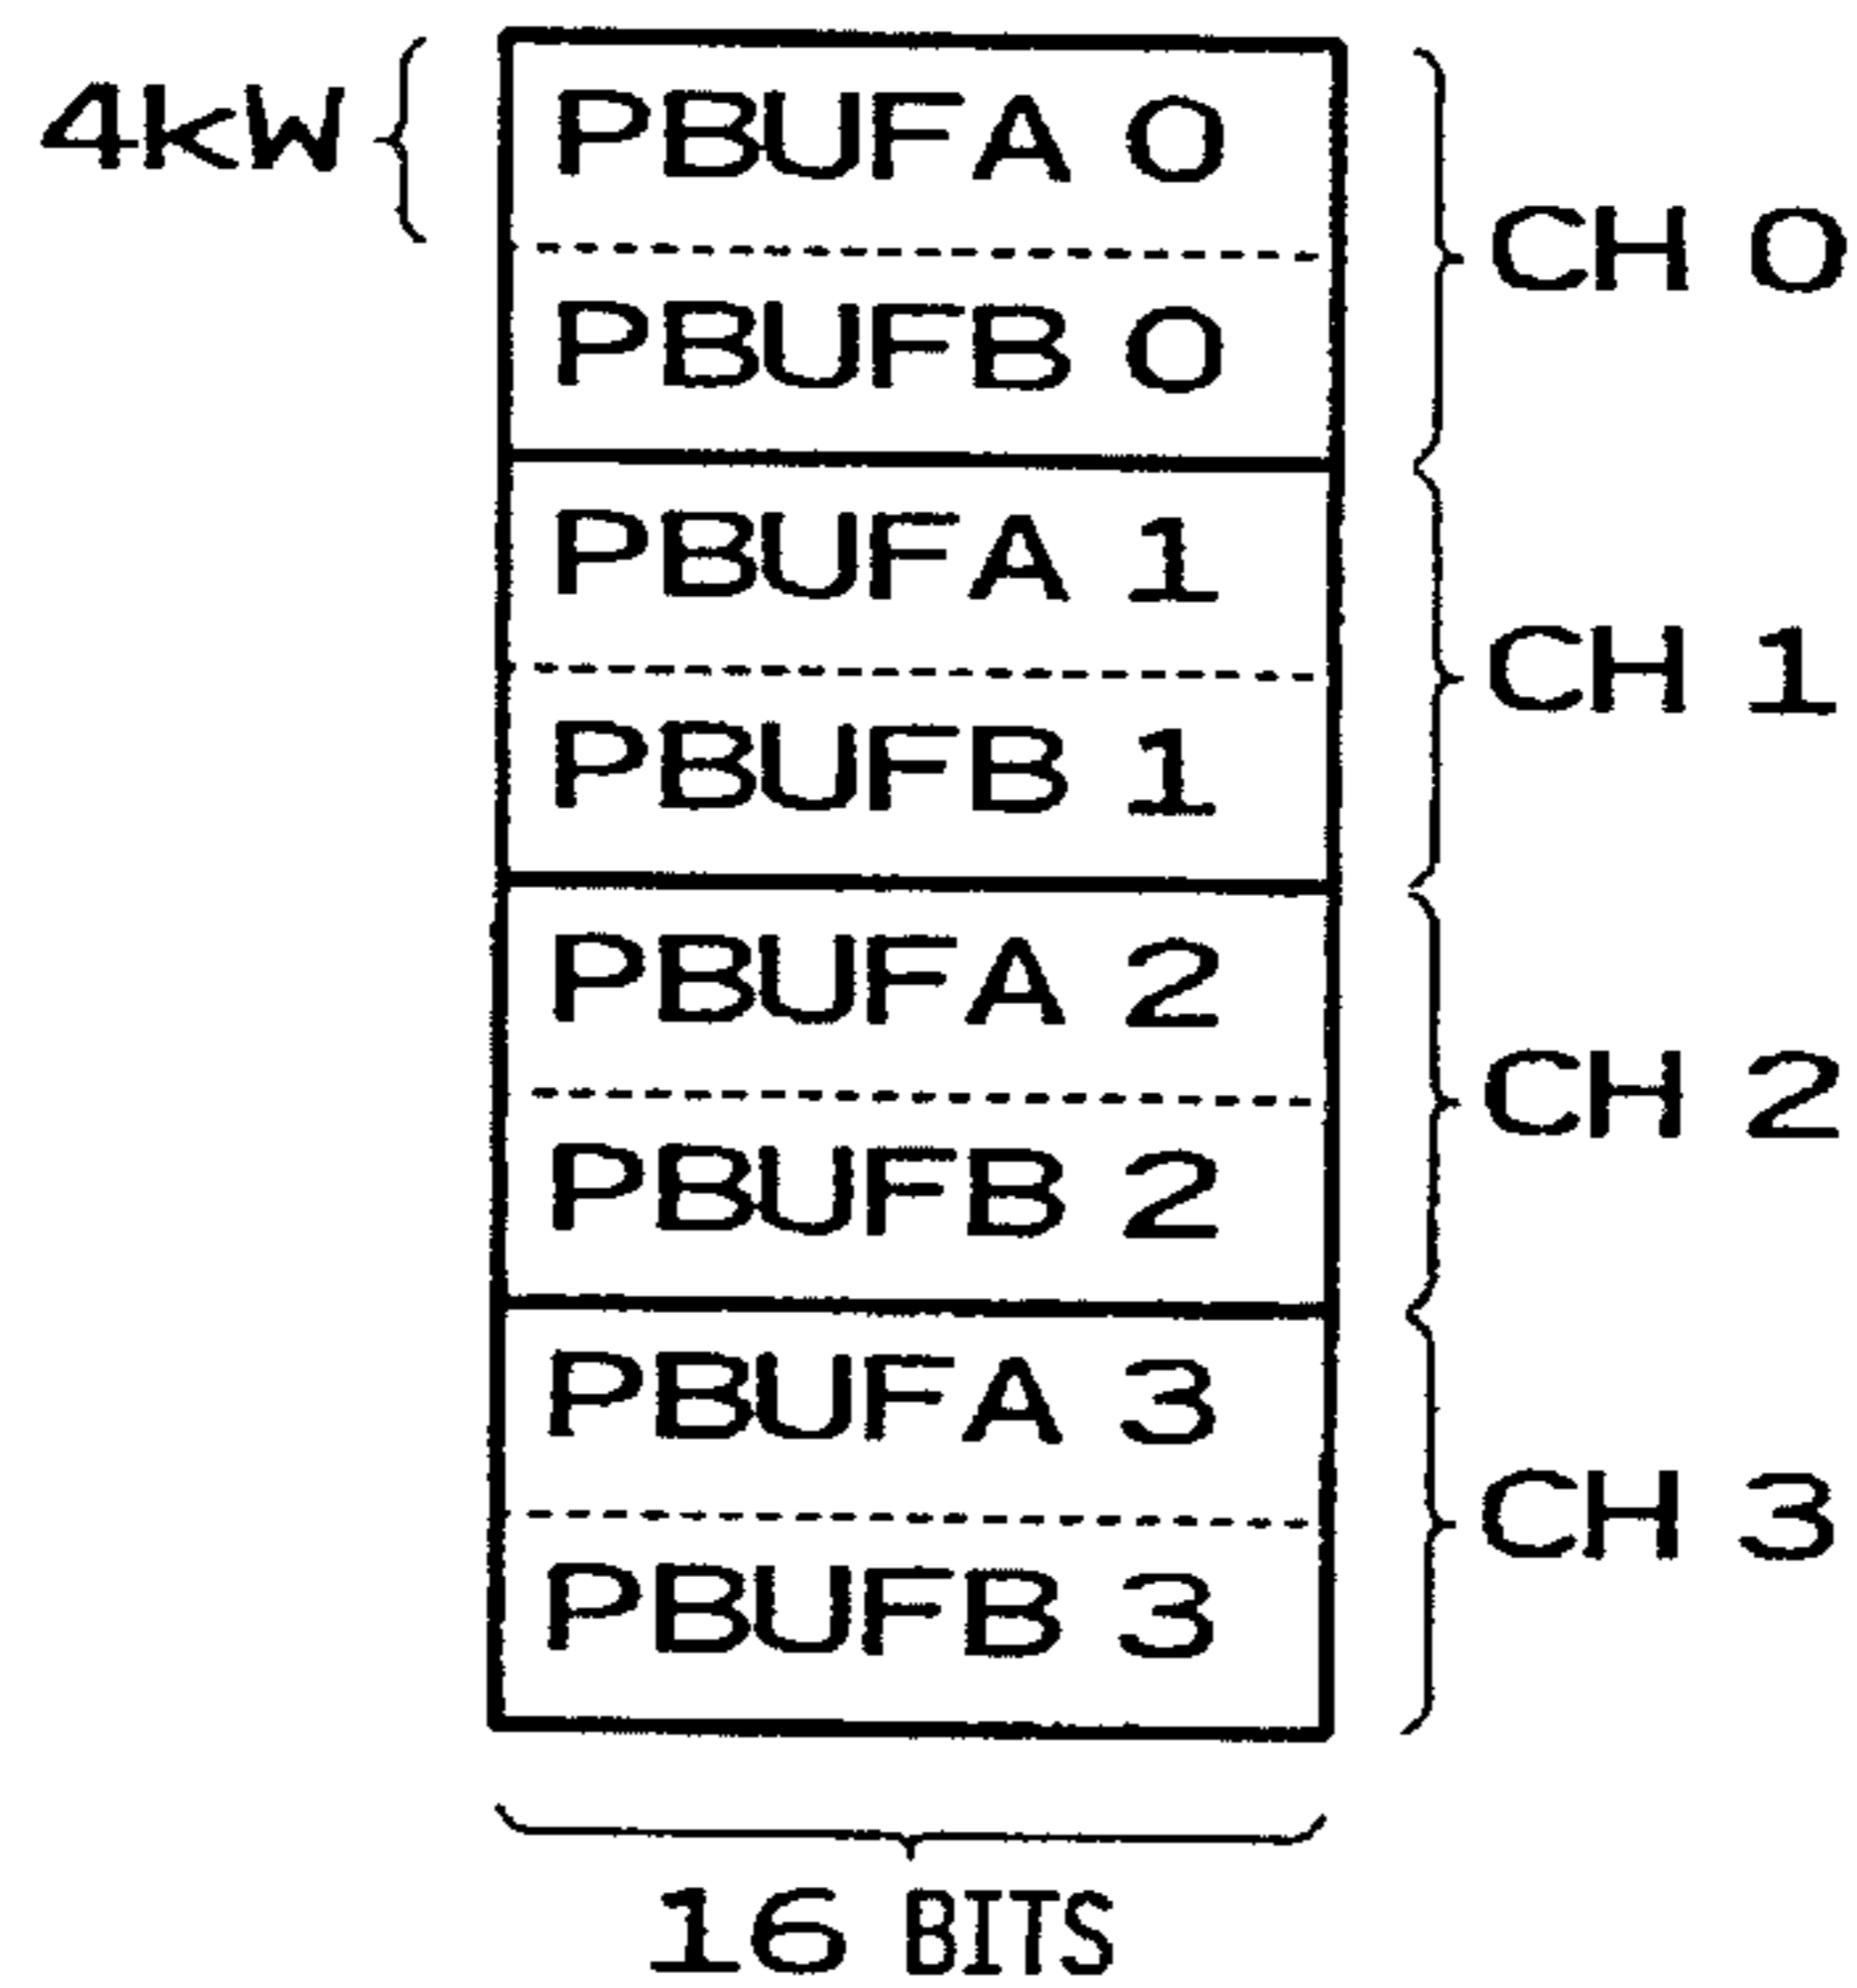 4kW
PBUFA 0
CH 0
PBUFB 0
PBUFA 1
CH 1
PBUFB 1
PBUFA 2
CH 2
PBUFB 2
PBUFA 3
CH 3
PBUFB 3
16 BITS